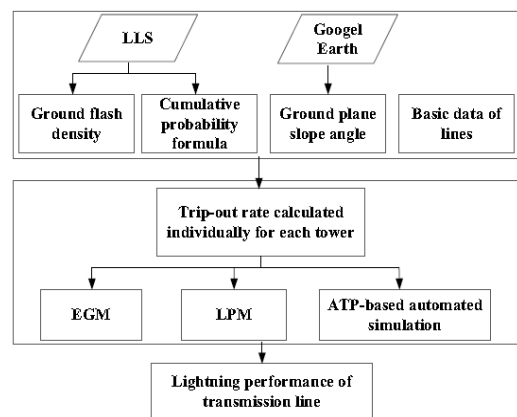 LLS
Googel
Earth
Ground flash
density
Cumulative
probability
formula
Ground plane
slope angle
Basic data of
lines
Trip-out rate calculated
individually for each tower
EGM
LPM
ATP-based automated
simulation
Lightning performance of
transmission line